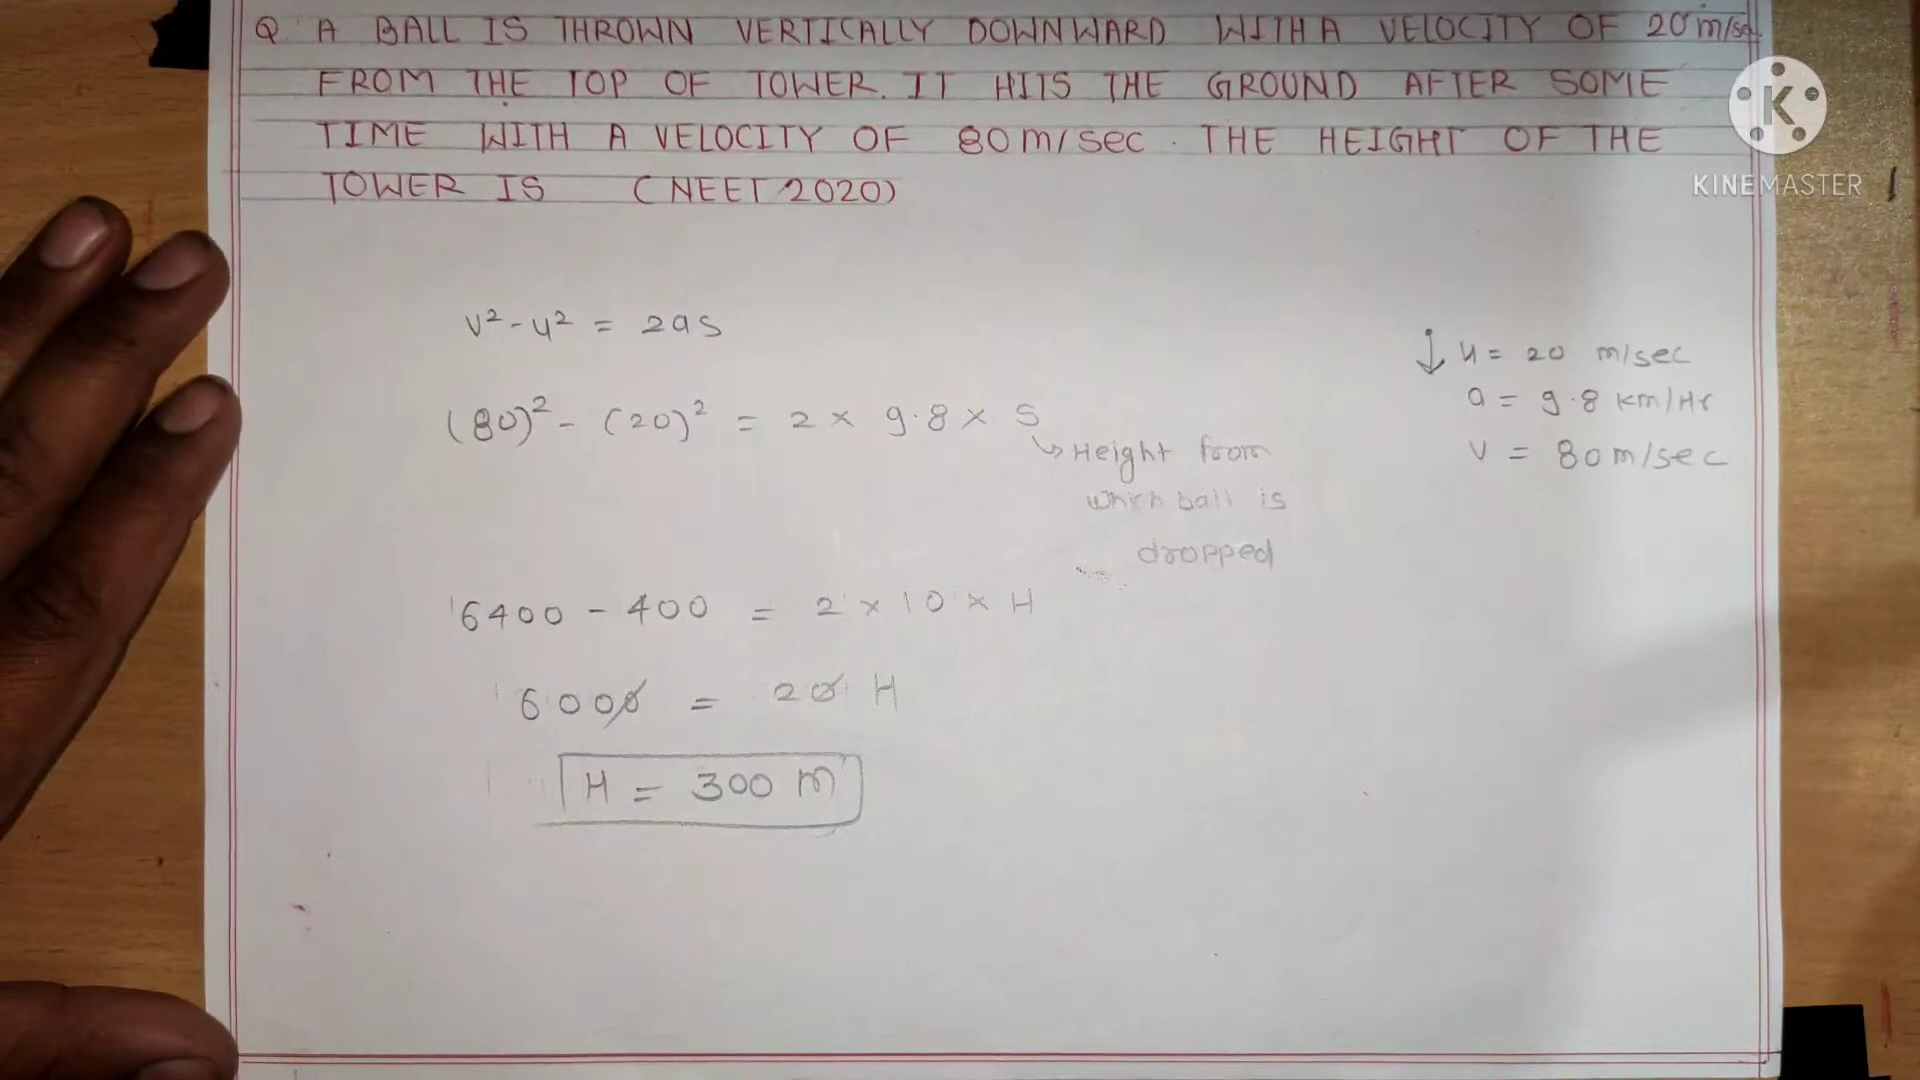 Q. A BALL IS THROWN VERTICALLY DOWNWARD WITH A VELOCITY OF 20 m/sec
FROM THE TOP OF TOWER. IT HITS THE GROUND AFTER SOME
TIME WITH A VELOCITY OF 80 m/sec. THE HEIGHT OF THE
TOWER IS (NEET 2020)
K
KINEMASTER
v² - u² = 2as
↓ u = 20 m/sec
a = 9.8 km/Hr
v = 80 m/sec
(80)² - (20)² = 2 × 9.8 × S
↳ Height from
which ball is
dropped
6400 - 400 = 2 × 10 × H
6000 = 20 H
H = 300 m